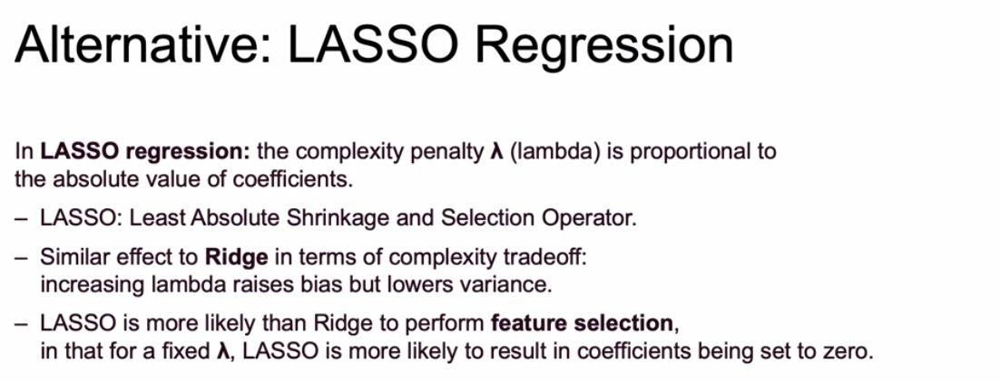 Alternative: LASSO Regression
In LASSO regression: the complexity penalty λ (lambda) is proportional to
the absolute value of coefficients.
– LASSO: Least Absolute Shrinkage and Selection Operator.
– Similar effect to Ridge in terms of complexity tradeoff:
increasing lambda raises bias but lowers variance.
– LASSO is more likely than Ridge to perform feature selection,
in that for a fixed λ, LASSO is more likely to result in coefficients being set to zero.